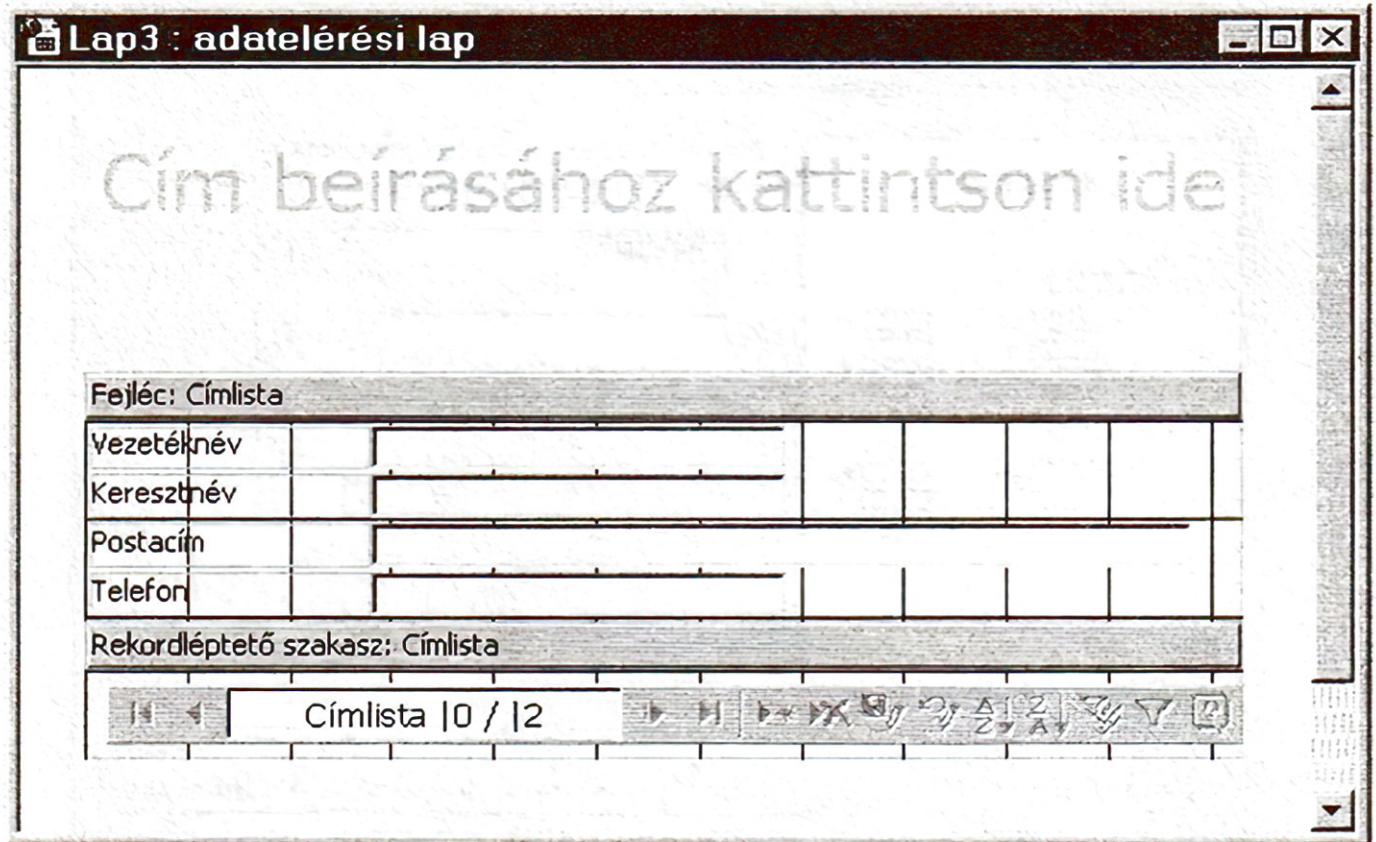 Lap3 : adatelérési lap
Cím beírásához kattintson ide
Fejléc: Címlista
Vezetéknév
Keresztnév
Postacím
Telefon
Rekordléptető szakasz: Címlista
Címlista |0 / |2